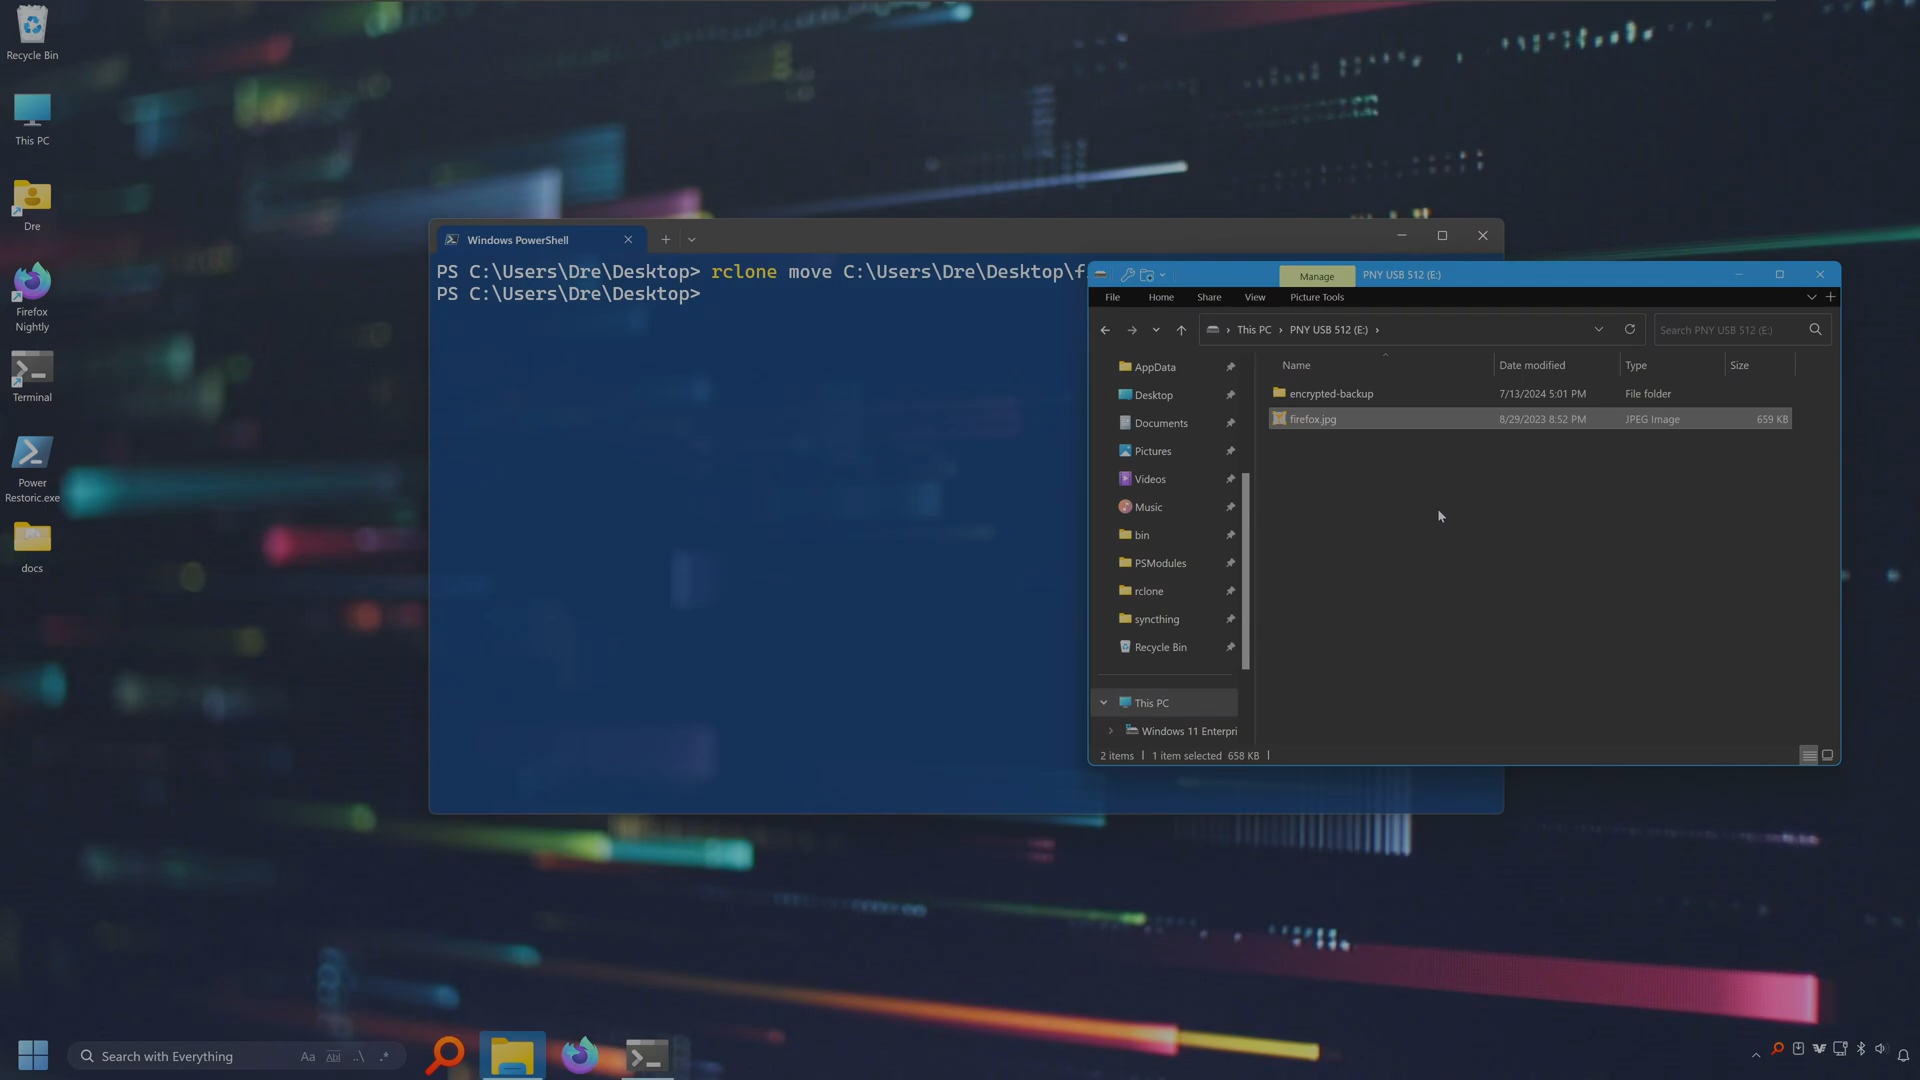 Recycle Bin
This PC
Dre
Firefox
Nightly
Terminal
Power
Restoric.exe
docs
Windows PowerShell
PS C:\Users\Dre\Desktop> rclone move C:\Users\Dre\Desktop\f
PS C:\Users\Dre\Desktop>
Manage
PNY USB 512 (E:)
File
Home
Share
View
Picture Tools
This PC
PNY USB 512 (E:)
Search PNY USB 512 (E:)
AppData
Desktop
Documents
Pictures
Videos
Music
bin
PSModules
rclone
syncthing
Recycle Bin
This PC
Windows 11 Enterpri
Name Date modified Type Size
encrypted-backup 7/13/2024 5:01 PM File folder
firefox.jpg 8/29/2023 8:52 PM JPEG Image 659 KB
2 items 1 item selected 658 KB
Search with Everything
Aa
Ab|
..\
.*